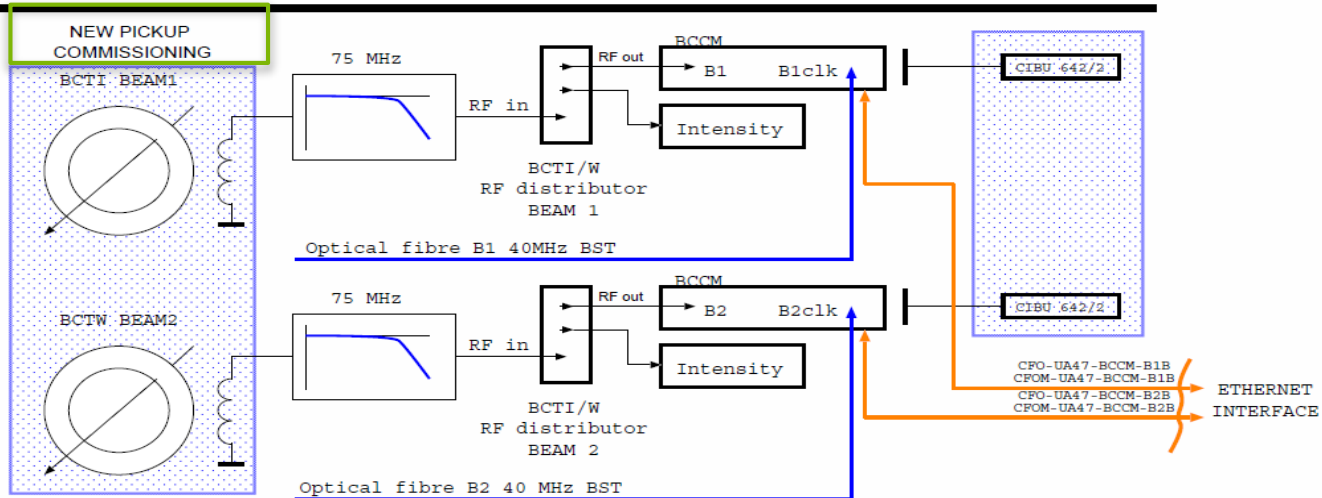 NEW PICKUP
COMMISSIONING
BCTI BEAM1
75 MHz
RF in
RF out
BCCM
B1 B1clk
Intensity
CIBU 642/2
BCTI/W
RF distributor
BEAM 1
Optical fibre B1 40MHz BST
BCTW BEAM2
75 MHz
RF in
RF out
BCCM
B2 B2clk
Intensity
CIBU 642/2
BCTI/W
RF distributor
BEAM 2
CFO-UA47-BCCM-B1B
CFOM-UA47-BCCM-B1B
CFO-UA47-BCCM-B2B
CFOM-UA47-BCCM-B2B
ETHERNET
INTERFACE
Optical fibre B2 40 MHz BST